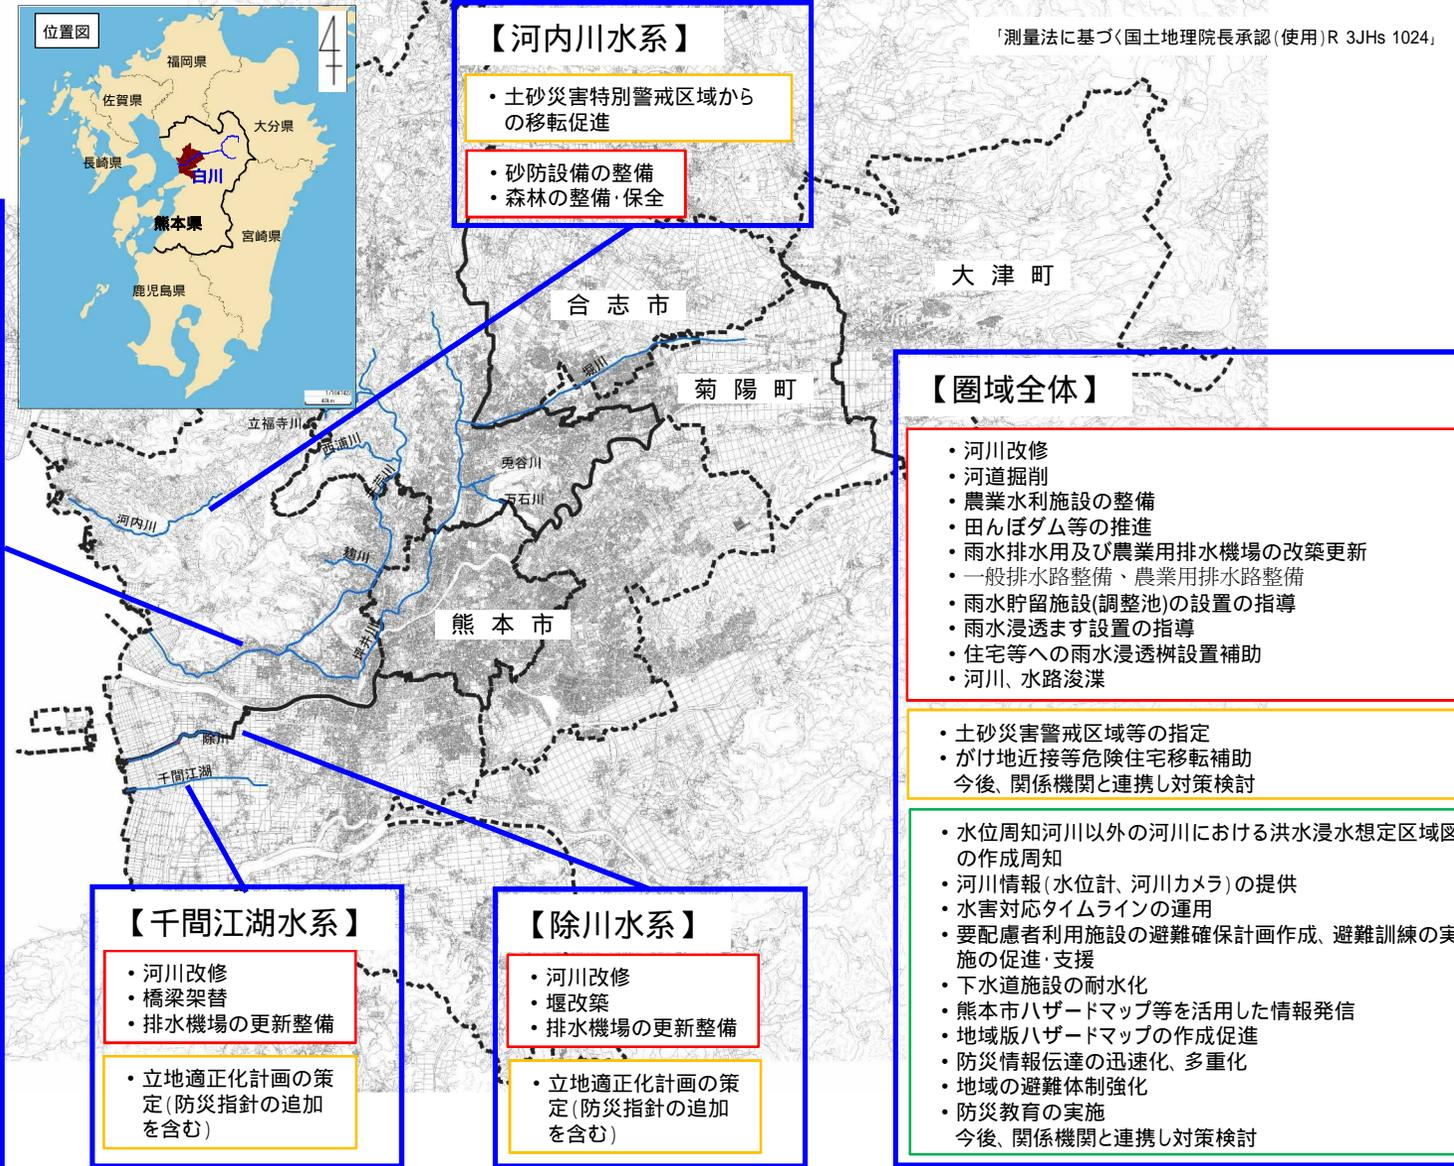 位置図
福岡県
佐賀県
大分県
長崎県
白川
熊本県
宮崎県
鹿児島県
【河内川水系】
・土砂災害特別警戒区域から
の移転促進
・砂防設備の整備
・森林の整備・保全
「測量法に基づく国土地理院長承認(使用)R 3JHs 1024」
大津町
合志市
堀川
菊陽町
立福寺川
西浦川
兎谷川
万石川
河内川
麹川
熊本市
坪井川
除川
千間江湖
【圏域全体】
・河川改修
・河道掘削
・農業水利施設の整備
・田んぼダム等の推進
・雨水排水用及び農業用排水機場の改築更新
・一般排水路整備、農業用排水路整備
・雨水貯留施設(調整池)の設置の指導
・雨水浸透ます設置の指導
・住宅等への雨水浸透桝設置補助
・河川、水路浚渫
・土砂災害警戒区域等の指定
・がけ地近接等危険住宅移転補助
今後、関係機関と連携し対策検討
・水位周知河川以外の河川における洪水浸水想定区域図
の作成周知
・河川情報(水位計、河川カメラ)の提供
・水害対応タイムラインの運用
・要配慮者利用施設の避難確保計画作成、避難訓練の実
施の促進・支援
・下水道施設の耐水化
・熊本市ハザードマップ等を活用した情報発信
・地域版ハザードマップの作成促進
・防災情報伝達の迅速化、多重化
・地域の避難体制強化
・防災教育の実施
今後、関係機関と連携し対策検討
【千間江湖水系】
・河川改修
・橋梁架替
・排水機場の更新整備
・立地適正化計画の策
定(防災指針の追加
を含む)
【除川水系】
・河川改修
・堰改築
・排水機場の更新整備
・立地適正化計画の策
定(防災指針の追加
を含む)